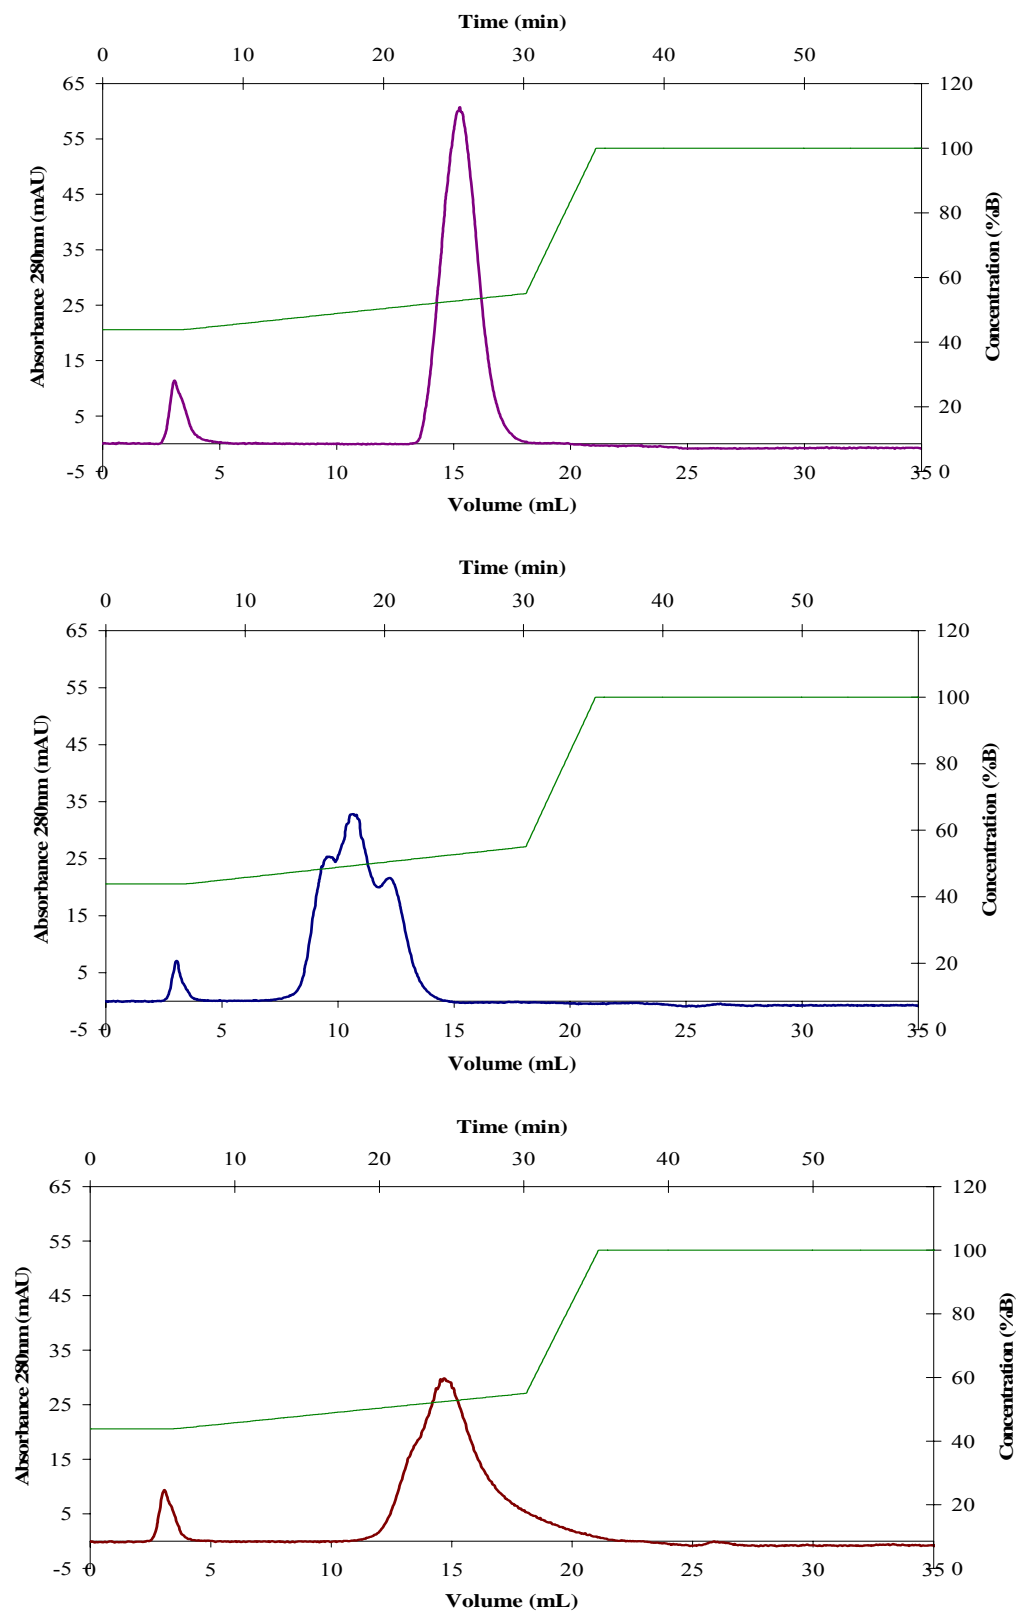 Time (min)
0 10 20 30 40 50
65 120
55 100
45 80
35 60
25 40
15 20
5 0
-5
Absorbance 280nm (mAU)
Concentration (%B)
0 5 10 15 20 25 30 35
Volume (mL)
Time (min)
0 10 20 30 40 50
65 120
55 100
45 80
35 60
25 40
15 20
5 0
-5
Absorbance 280nm (mAU)
Concentration (%B)
0 5 10 15 20 25 30 35
Volume (mL)
Time (min)
0 10 20 30 40 50
65 120
55 100
45 80
35 60
25 40
15 20
5 0
-5
Absorbance 280nm (mAU)
Concentration (%B)
0 5 10 15 20 25 30 35
Volume (mL)